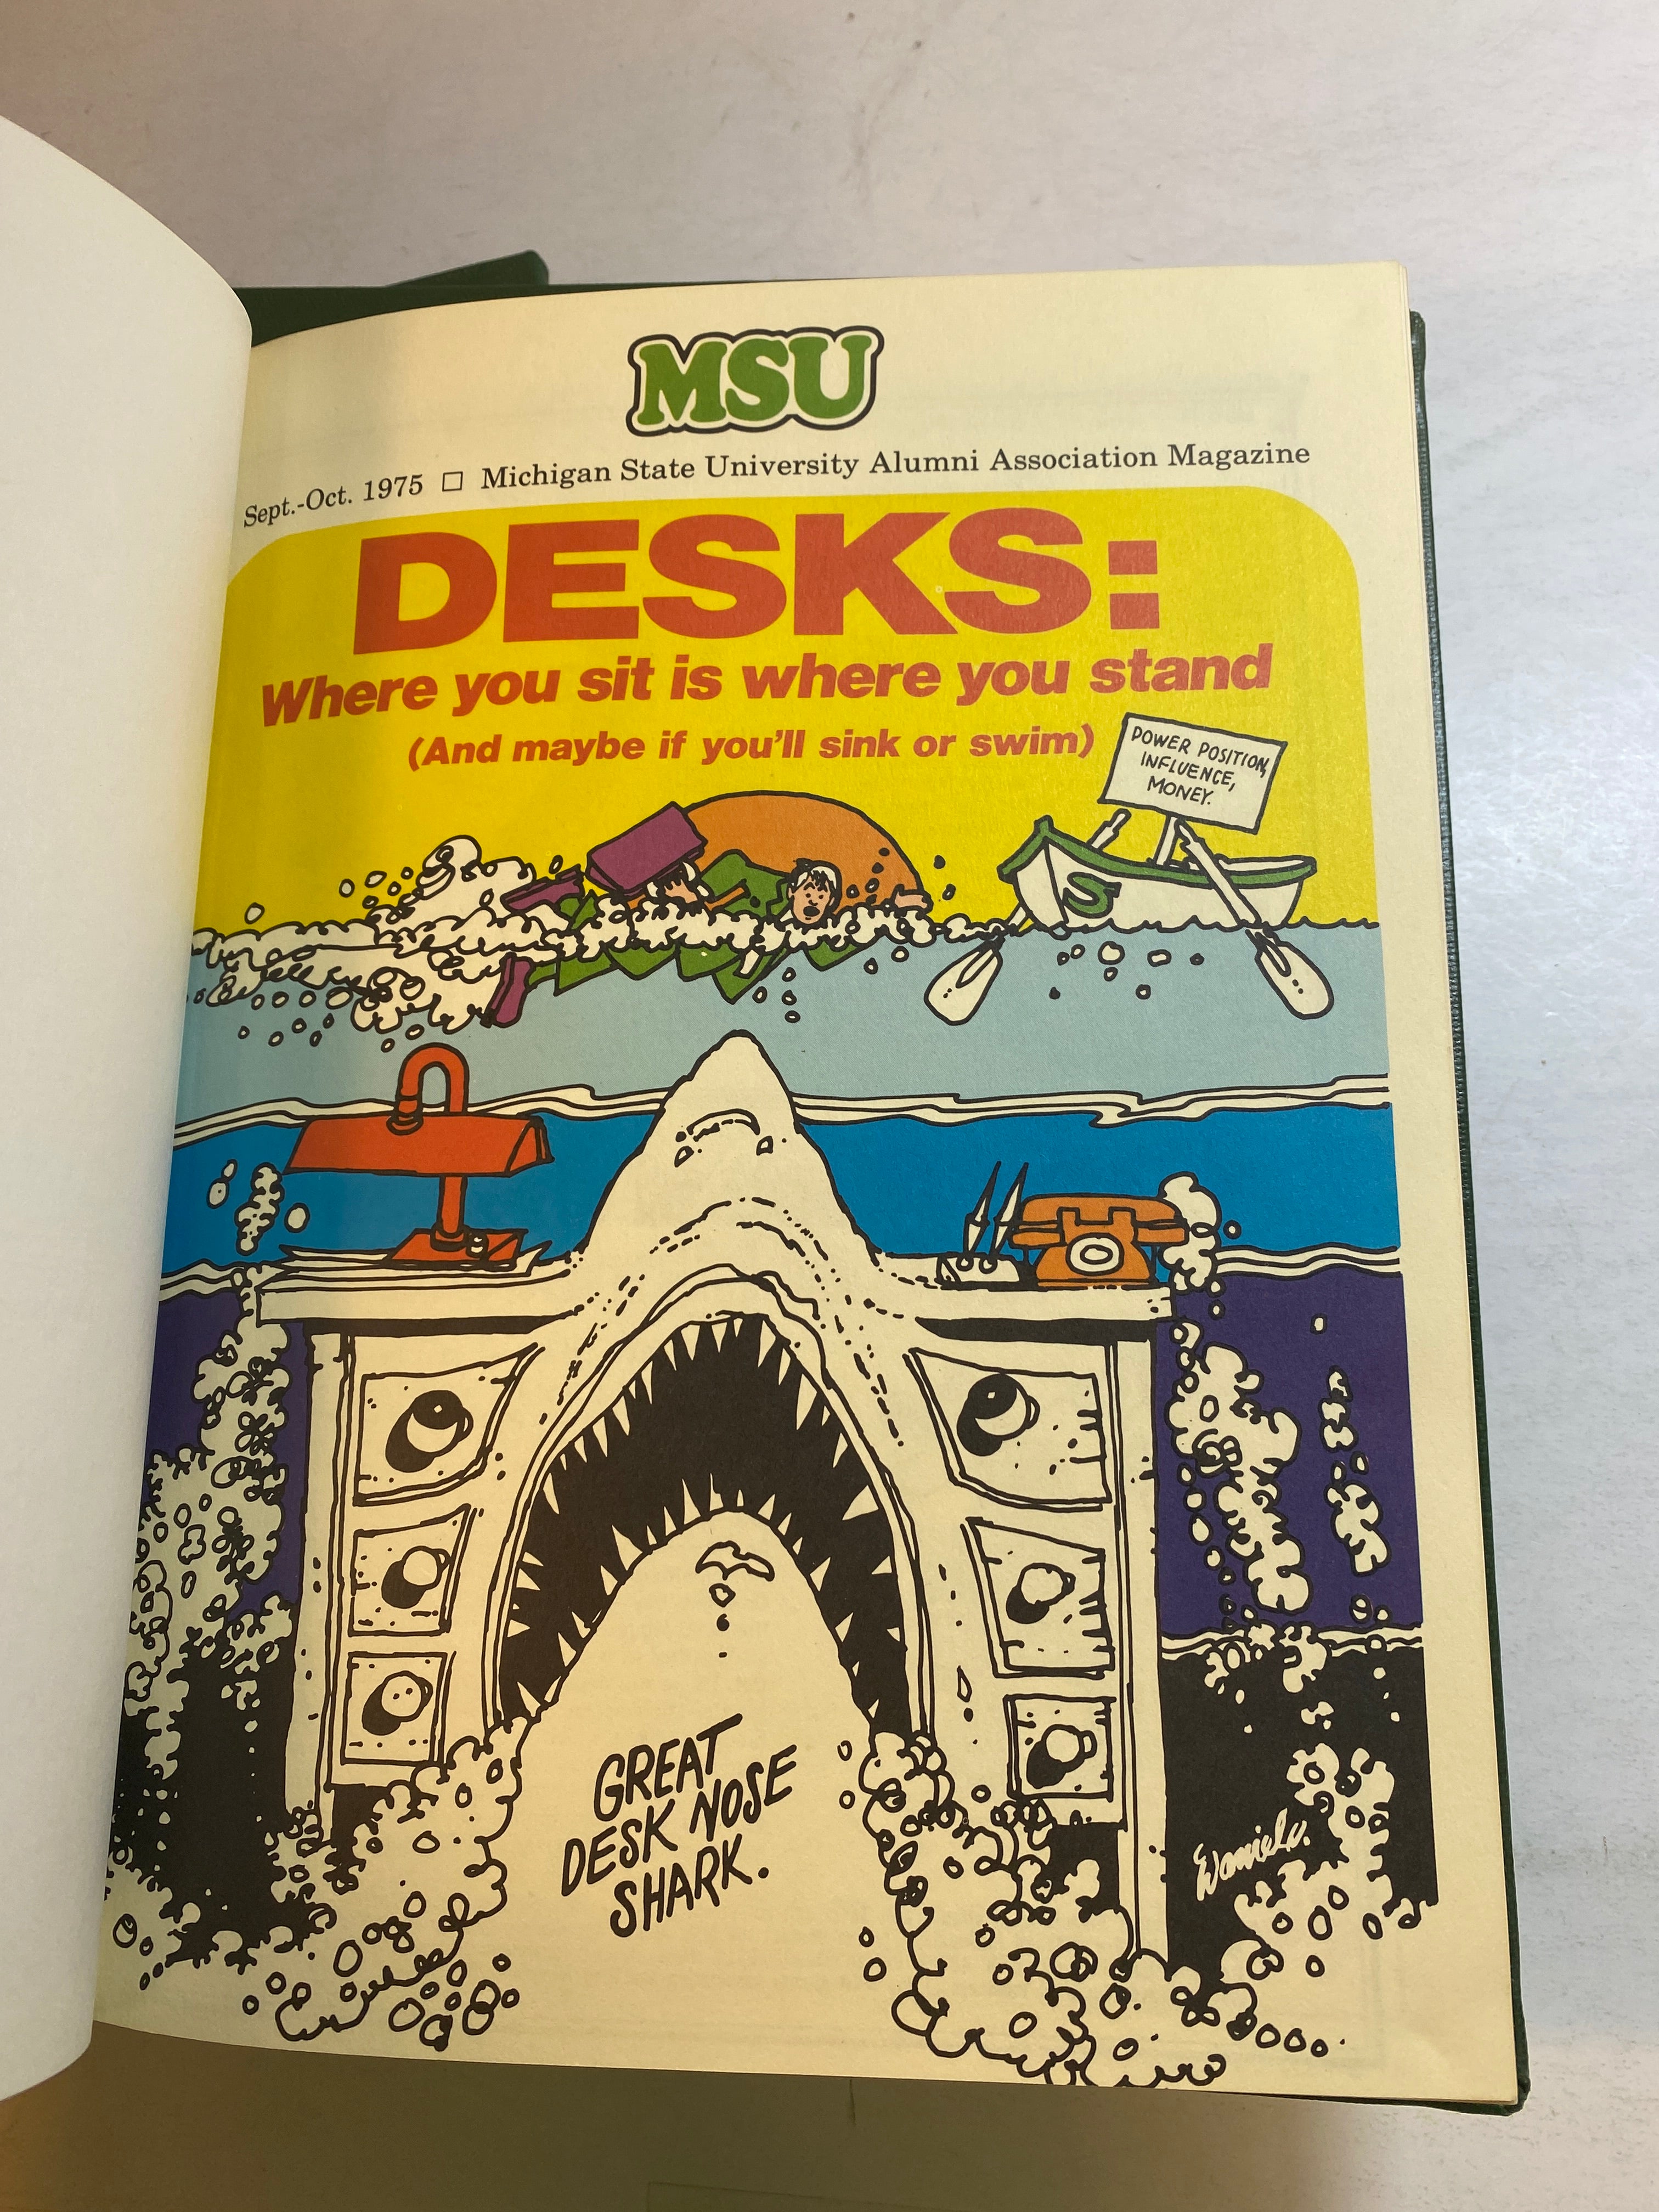 MSU
Sept.-Oct. 1975 □ Michigan State University Alumni Association Magazine
DESKS:
Where you sit is where you stand
(And maybe if you'll sink or swim)
POWER POSITION,
INFLUENCE,
MONEY.
S
GREAT
DESK NOSE
SHARK.
Daniels.